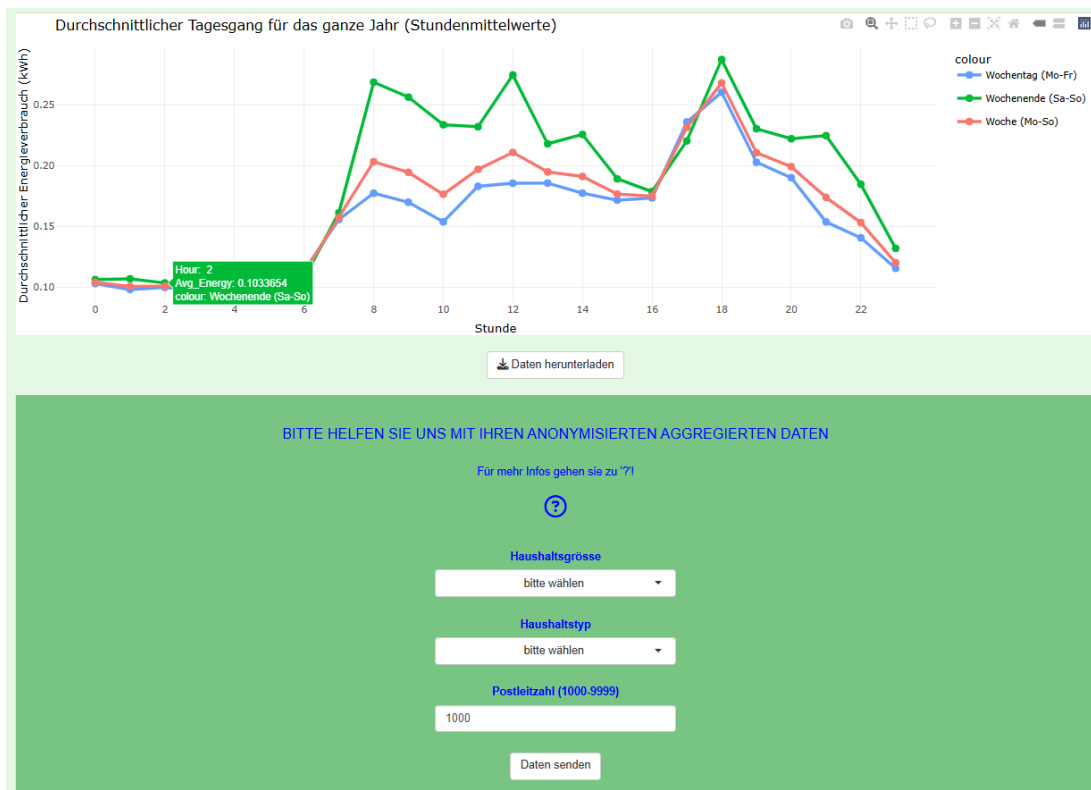 Durchschnittlicher Tagesgang für das ganze Jahr (Stundenmittelwerte)
Durchschnittlicher Energieverbrauch (kWh)
0.25
0.20
0.15
0.10
colour
Wochentag (Mo-Fr)
Wochenende (Sa-So)
Woche (Mo-So)
Hour: 2
Avg_Energy: 0.1033654
colour: Wochenende (Sa-So)
0 2 4 6 8 10 12 14 16 18 20 22
Stunde
Daten herunterladen
BITTE HELFEN SIE UNS MIT IHREN ANONYMISIERTEN AGGREGIERTEN DATEN
Für mehr Infos gehen sie zu '?'!
?
Haushaltsgrösse
bitte wählen
Haushaltstyp
bitte wählen
Postleitzahl (1000-9999)
1000
Daten senden